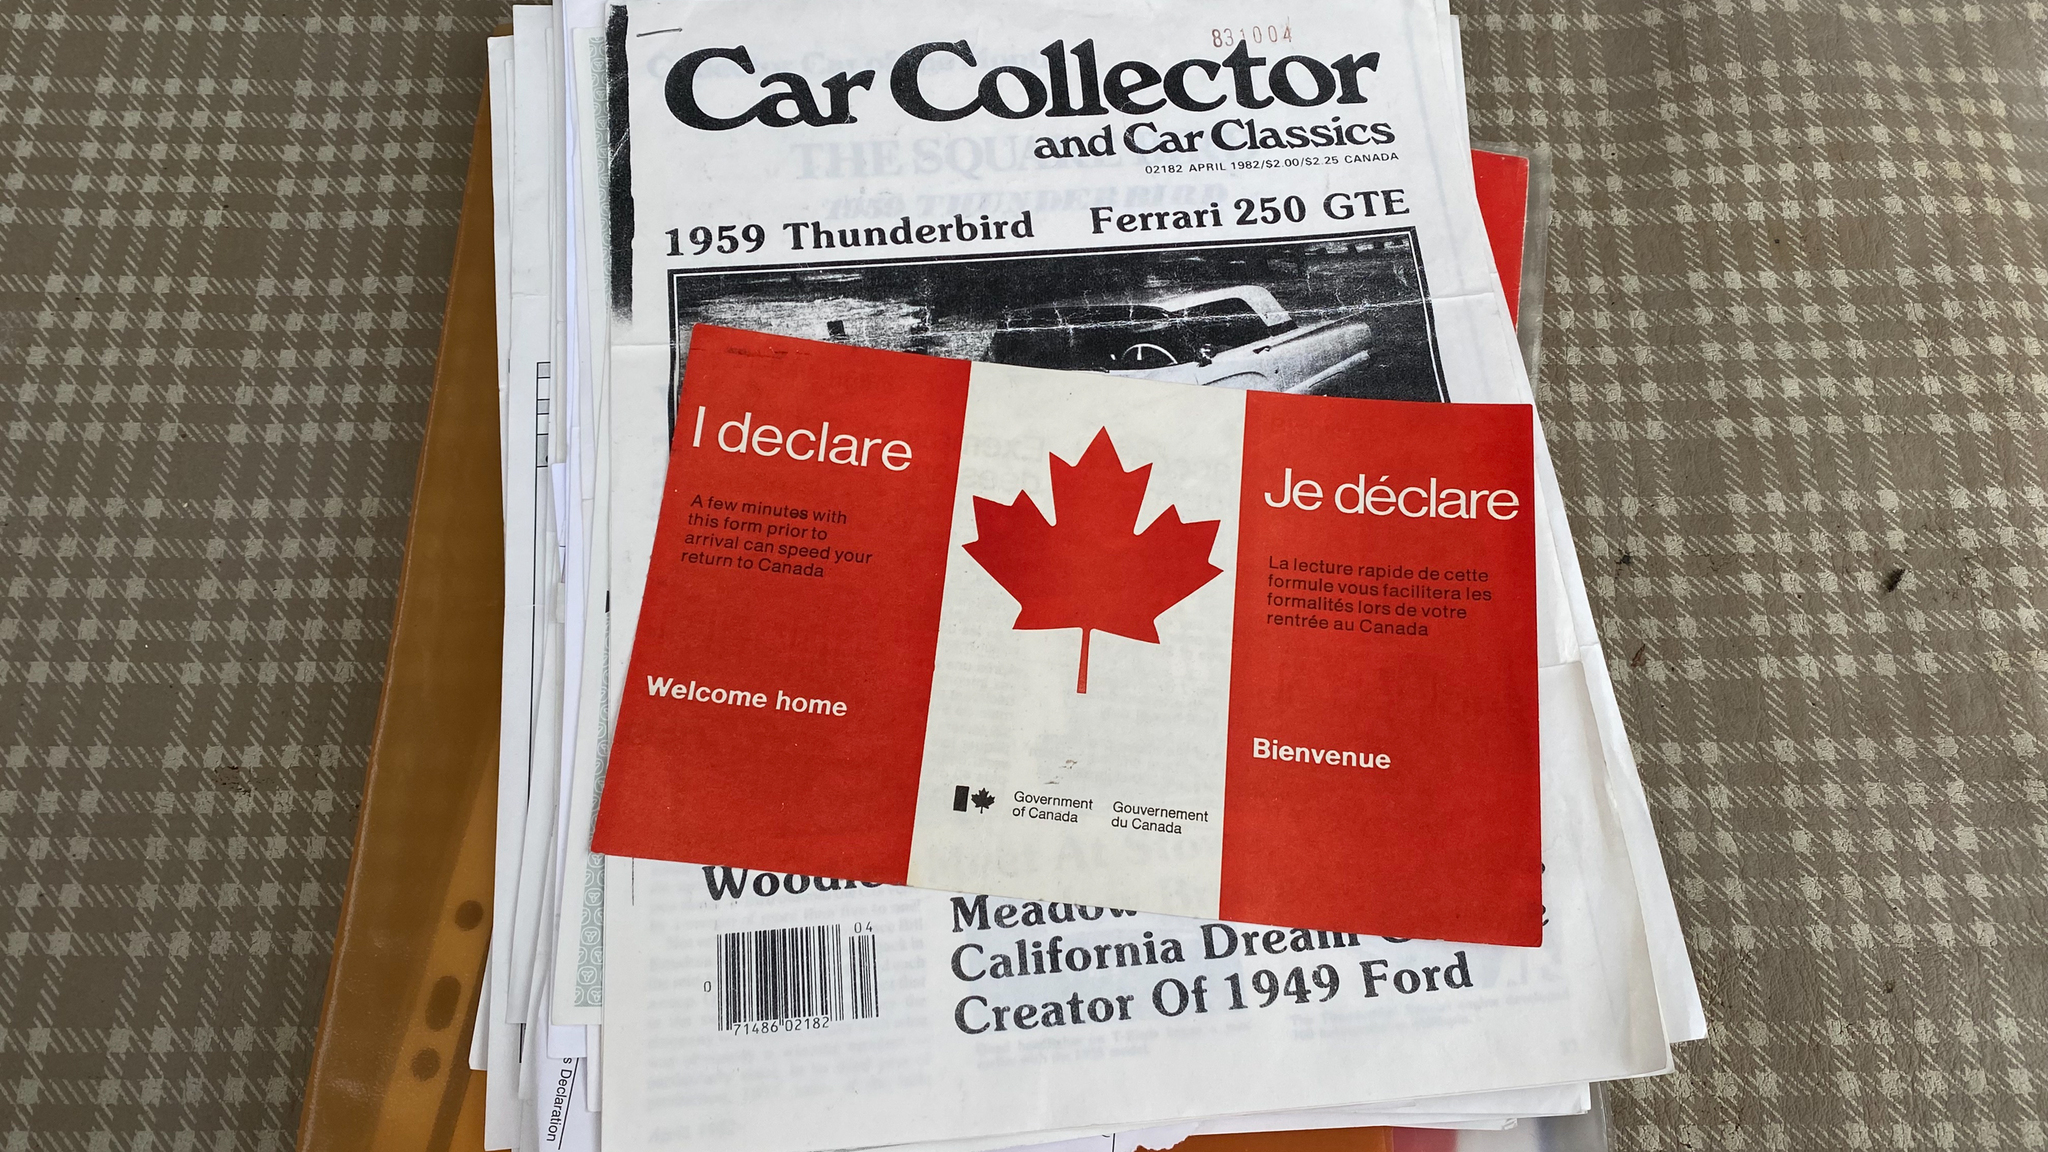 831004
Car Collector
and Car Classics
02182 APRIL 1982/$2.00/$2.25 CANADA
1959 Thunderbird Ferrari 250 GTE
I declare
A few minutes with
this form prior to
arrival can speed your
return to Canada
Welcome home
Government
of Canada
Gouvernement
du Canada
Je déclare
La lecture rapide de cette
formule vous facilitera les
formalités lors de votre
rentrée au Canada
Bienvenue
California Dream
Creator Of 1949 Ford
04
0
71486 02182
Declaration